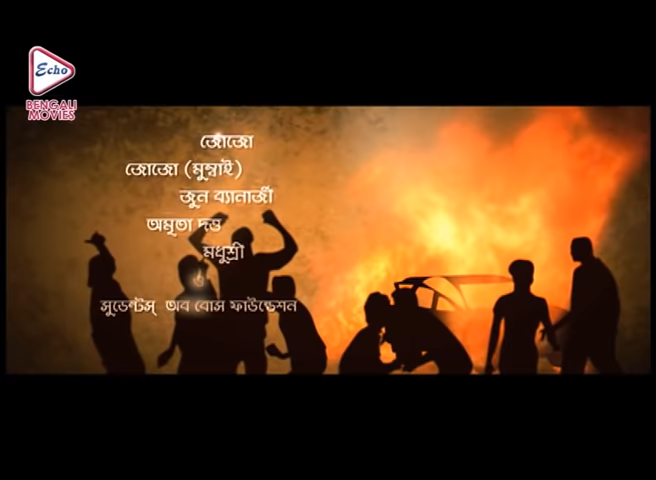 Echo
BENGALI
MOVIES
জোজো
জোজো (মুম্বাই)
জুন ব্যানার্জী
অমৃতা দত্ত
মধুশ্রী
ও
সুডেন্টস্ অব বোস ফাউন্ডেশন